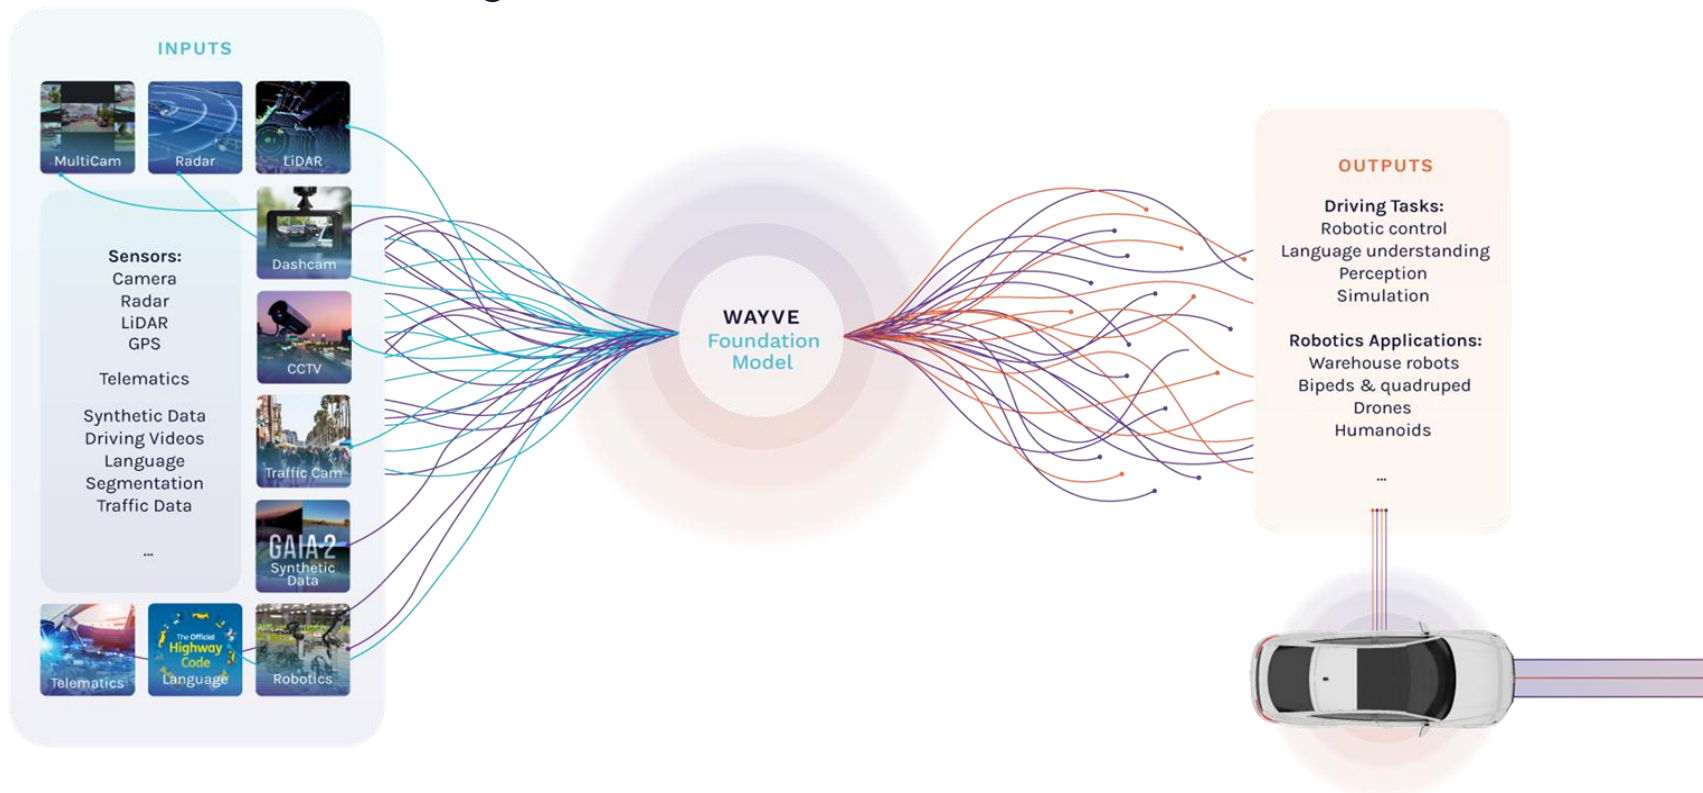 INPUTS
MultiCam
Radar
LiDAR
Sensors:
Camera
Radar
LiDAR
GPS
Telematics
Synthetic Data
Driving Videos
Language
Segmentation
Traffic Data
...
Dashcam
CCTV
Traffic Cam
GAIA-2
Synthetic
Data
Telematics
The Official
Highway
Code
Language
Robotics
WAYVE
Foundation
Model
OUTPUTS
Driving Tasks:
Robotic control
Language understanding
Perception
Simulation
Robotics Applications:
Warehouse robots
Bipeds & quadruped
Drones
Humanoids
...